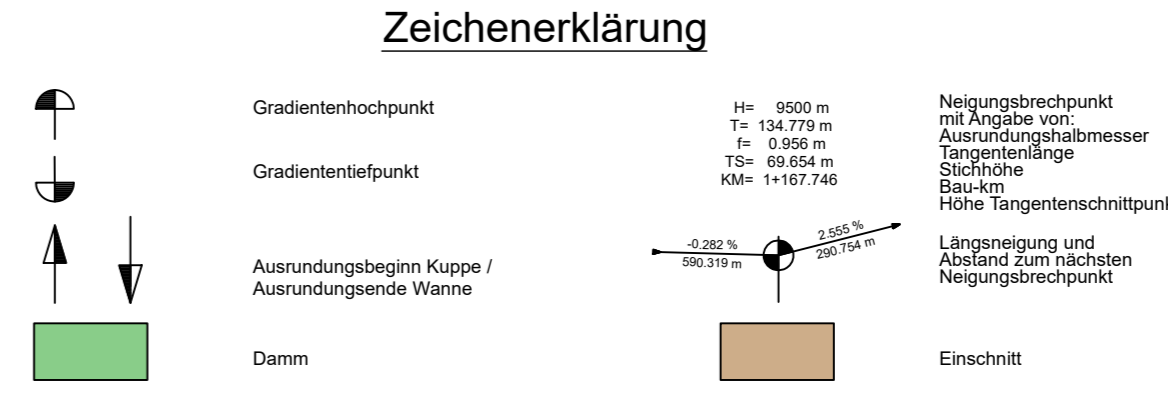 Zeichenerklärung
Gradientenhochpunkt
Gradiententiefpunkt
Ausrundungsbeginn Kuppe /
Ausrundungsende Wanne
Damm
H= 9500 m
T= 134.779 m
f= 0.956 m
TS= 69.654 m
KM= 1+167.746
Neigungsbrechpunkt
mit Angabe von:
Ausrundungshalbmesser
Tangentenlänge
Stichhöhe
Bau-km
Höhe Tangentenschnittpunk
-0.282 %
590.319 m
2.555 %
290.754 m
Längsneigung und
Abstand zum nächsten
Neigungsbrechpunkt
Einschnitt